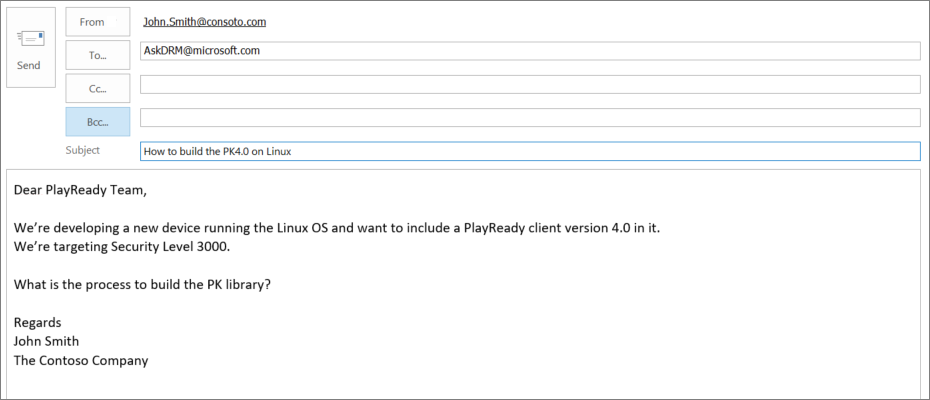 From John.Smith@consoto.com
Send
To... AskDRM@microsoft.com
Cc...
Bcc...
Subject How to build the PK4.0 on Linux
Dear PlayReady Team,
We’re developing a new device running the Linux OS and want to include a PlayReady client version 4.0 in it.
We’re targeting Security Level 3000.
What is the process to build the PK library?
Regards
John Smith
The Contoso Company